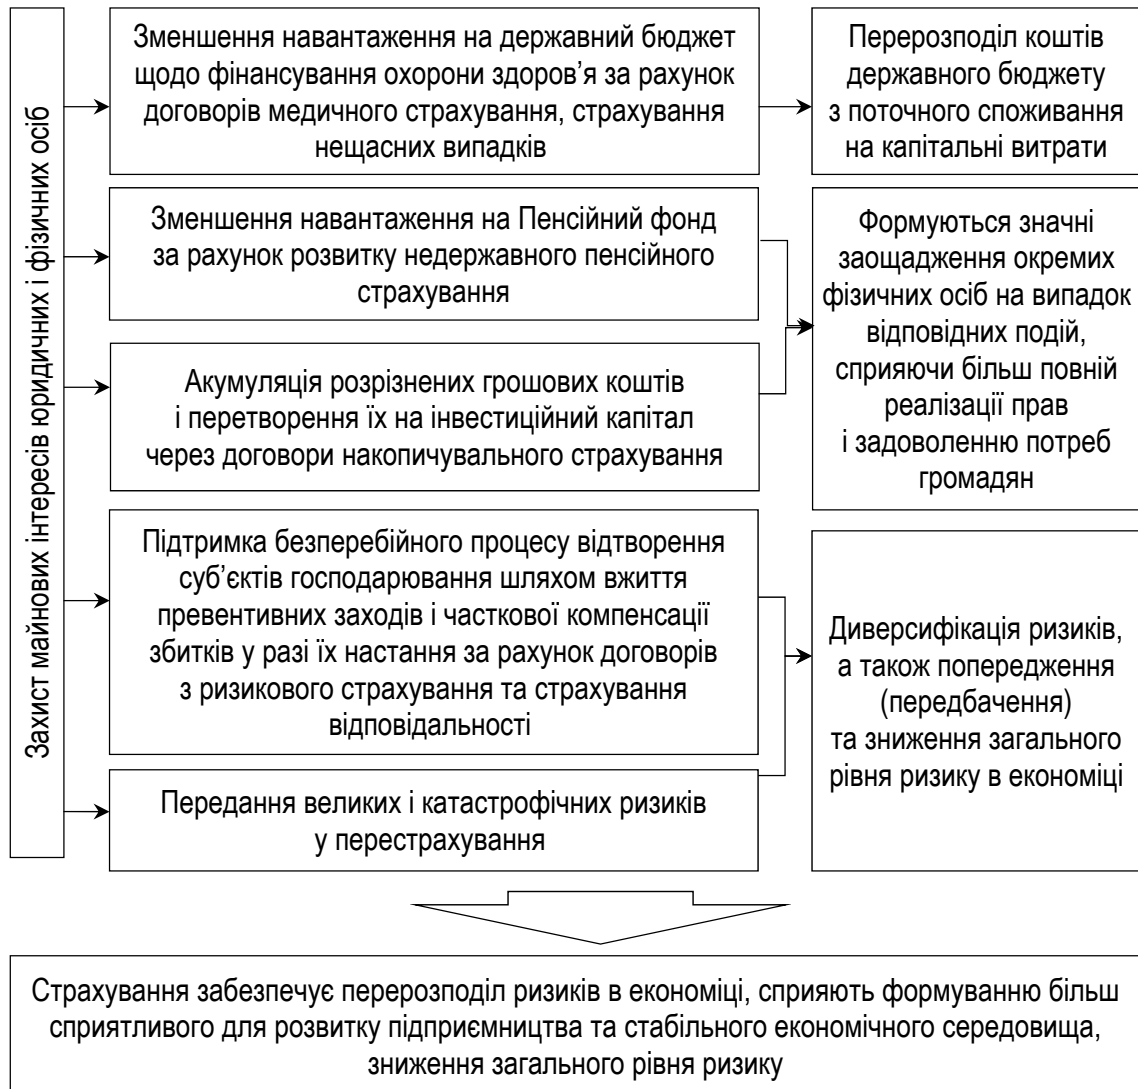 Захист майнових інтересів юридичних і фізичних осіб
Зменшення навантаження на державний бюджет
щодо фінансування охорони здоров’я за рахунок
договорів медичного страхування, страхування
нещасних випадків
Перерозподіл коштів
державного бюджету
з поточного споживання
на капітальні витрати
Зменшення навантаження на Пенсійний фонд
за рахунок розвитку недержавного пенсійного
страхування
Акумуляція розрізнених грошових коштів
і перетворення їх на інвестиційний капітал
через договори накопичувального страхування
Формуються значні
заощадження окремих
фізичних осіб на випадок
відповідних подій,
сприяючи більш повній
реалізації прав
і задоволенню потреб
громадян
Підтримка безперебійного процесу відтворення
суб’єктів господарювання шляхом вжиття
превентивних заходів і часткової компенсації
збитків у разі їх настання за рахунок договорів
з ризикового страхування та страхування
відповідальності
Передання великих і катастрофічних ризиків
у перестрахування
Диверсифікація ризиків,
а також попередження
(передбачення)
та зниження загального
рівня ризику в економіці
Страхування забезпечує перерозподіл ризиків в економіці, сприяють формуванню більш
сприятливого для розвитку підприємництва та стабільного економічного середовища,
зниження загального рівня ризику